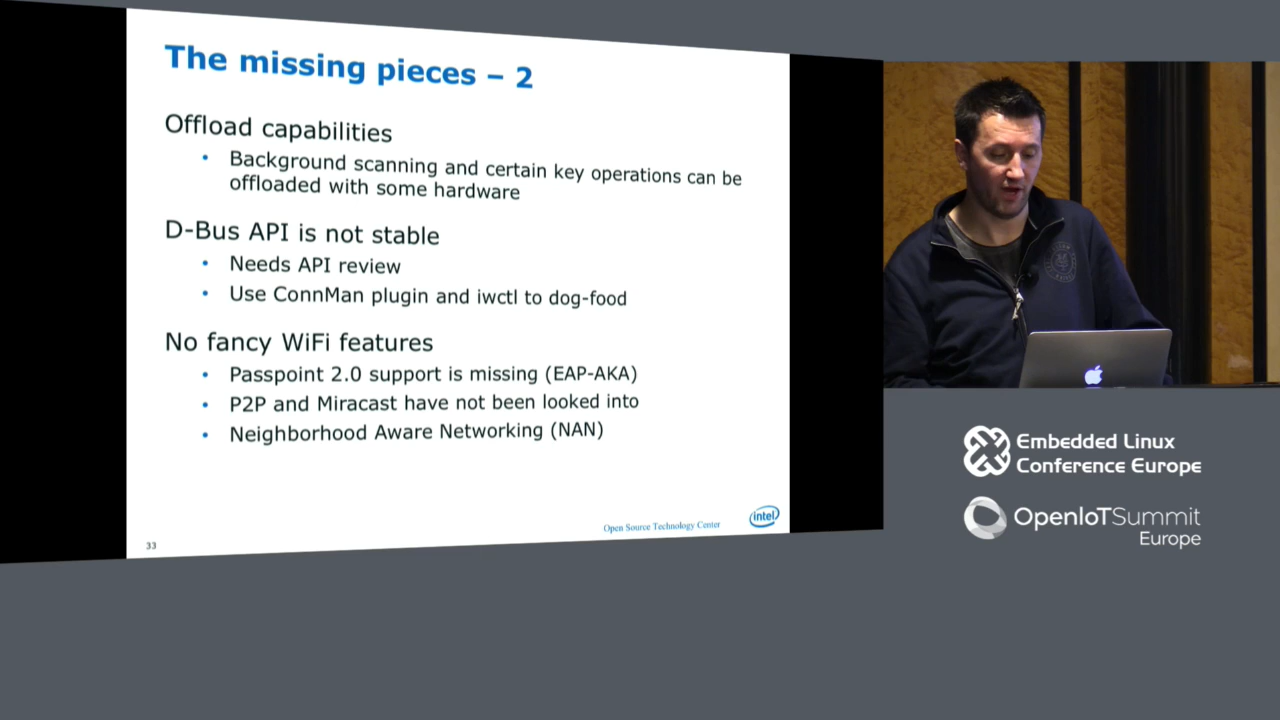 The missing pieces – 2
Offload capabilities
• Background scanning and certain key operations can be
offloaded with some hardware
D-Bus API is not stable
• Needs API review
• Use ConnMan plugin and iwctl to dog-food
No fancy WiFi features
• Passpoint 2.0 support is missing (EAP-AKA)
• P2P and Miracast have not been looked into
• Neighborhood Aware Networking (NAN)
Open Source Technology Center
intel
33
Embedded Linux
Conference Europe
OpenIoTSummit
Europe